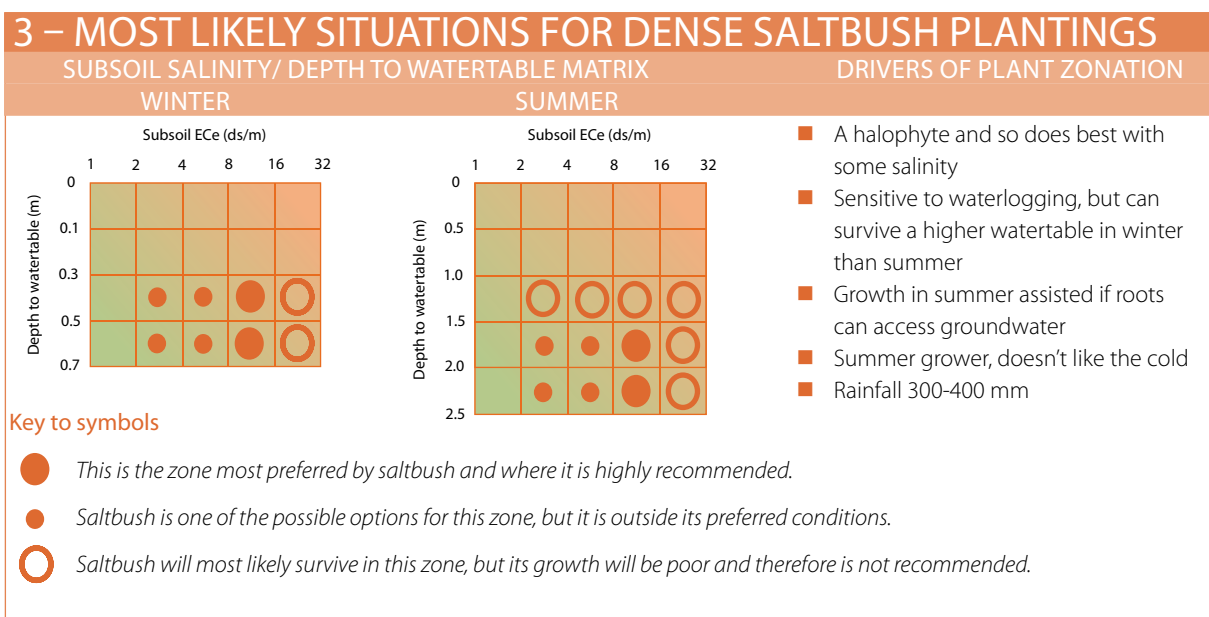 3 – MOST LIKELY SITUATIONS FOR DENSE SALTBUSH PLANTINGS
SUBSOIL SALINITY/ DEPTH TO WATERTABLE MATRIX
DRIVERS OF PLANT ZONATION
WINTER
SUMMER
Subsoil ECe (ds/m)
1 2 4 8 16 32
Depth to watertable (m)
0
0.1
0.3
0.5
0.7
Subsoil ECe (ds/m)
1 2 4 8 16 32
Depth to watertable (m)
0
0.5
1.0
1.5
2.0
2.5
A halophyte and so does best with
some salinity
Sensitive to waterlogging, but can
survive a higher watertable in winter
than summer
Growth in summer assisted if roots
can access groundwater
Summer grower, doesn't like the cold
Rainfall 300-400 mm
Key to symbols
This is the zone most preferred by saltbush and where it is highly recommended.
Saltbush is one of the possible options for this zone, but it is outside its preferred conditions.
Saltbush will most likely survive in this zone, but its growth will be poor and therefore is not recommended.